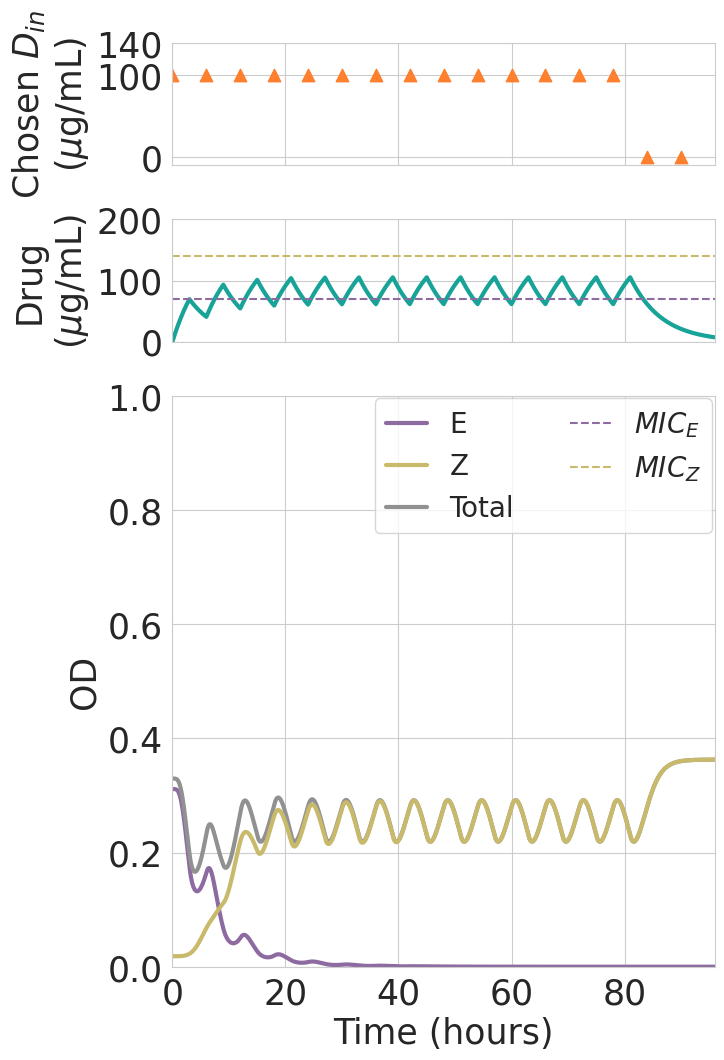 Chosen D_in
(μg/mL)
140
100
0
Drug
(μg/mL)
200
100
0
OD
1.0
0.8
0.6
0.4
0.2
0.0
E
Z
Total
MIC_E
MIC_Z
0 20 40 60 80
Time (hours)